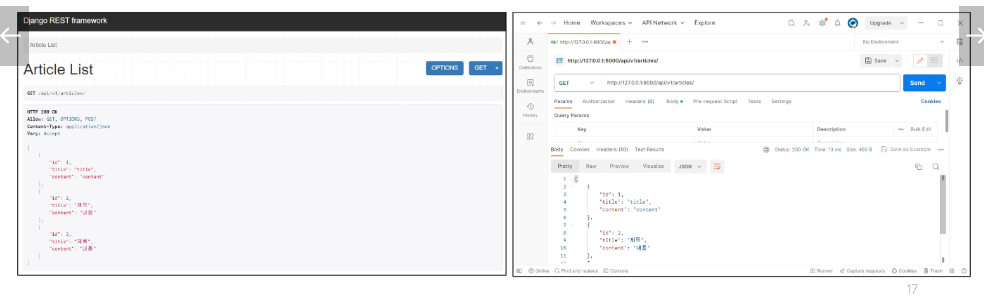 Django REST framework
Article List
Article List
OPTIONS
GET
GET /api/v1/articles/
HTTP 200 OK
Allow: GET, OPTIONS, POST
Content-Type: application/json
Vary: Accept
[
{
"id": 1,
"title": "title",
"content": "content"
},
{
"id": 2,
"title": "제목",
"content": "내용"
},
{
"id": 3,
"title": "제목",
"content": "내용"
}
]
Home Workspaces API Network Explore
Upgrade
GET http://127.0.0.1:8000/ap
No Environment
http://127.0.0.1:8000/api/v1/articles/
Save
GET http://127.0.0.1:8000/api/v1/articles/ Send
Params Authorization Headers (8) Body Pre-request Script Tests Settings Cookies
Query Params
Key Value Description Bulk Edit
Body Cookies Headers (10) Test Results
Status: 200 OK Time: 13 ms Size: 460 B Save as Example
Pretty Raw Preview Visualize JSON
1 [
2 {
3 "id": 1,
4 "title": "title",
5 "content": "content"
6 },
7 {
8 "id": 2,
9 "title": "제목",
10 "content": "내용"
11 },
Collections
Environments
History
Online Find and replace Console
Runner Capture requests Cookies Trash
17